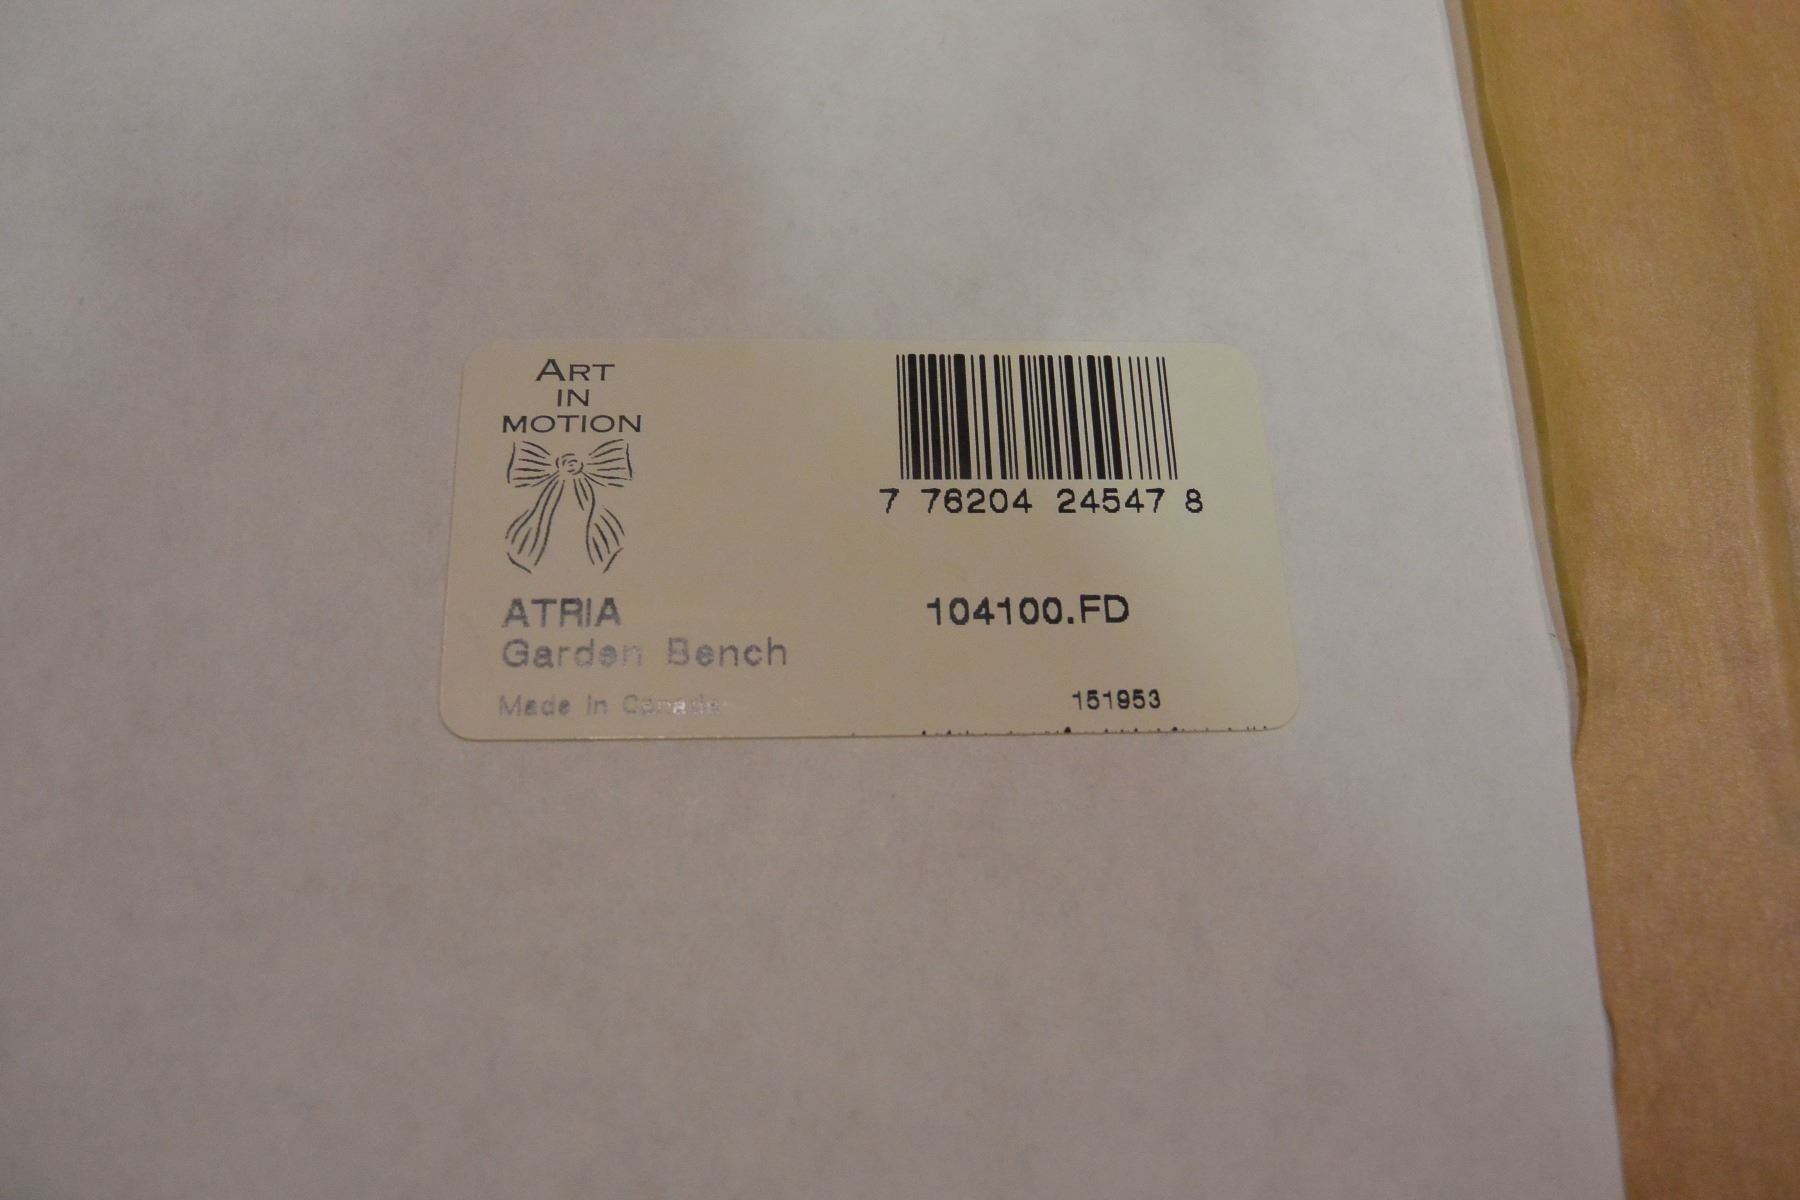 ART
IN
MOTION
7 76204 24547 8
ATRIA
104100.FD
Garden Bench
Made in Canada
151953